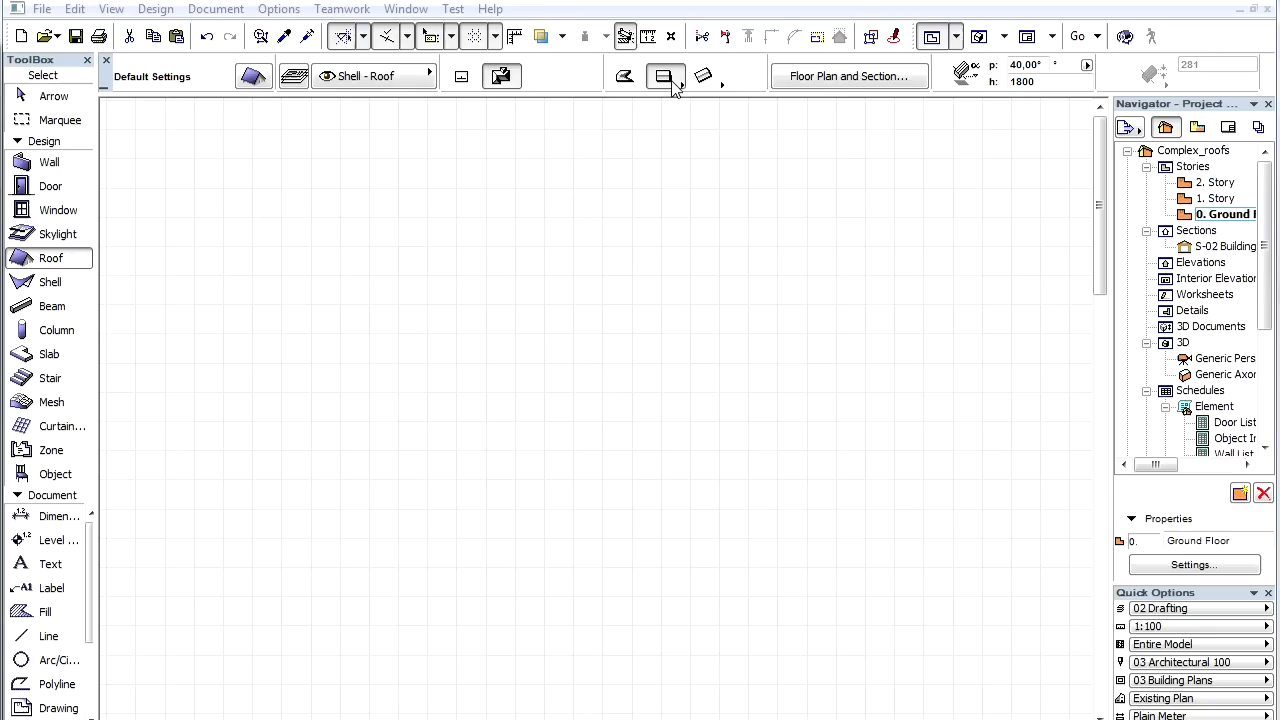 File Edit View Design Document Options Teamwork Window Test Help
Go
ToolBox
Select
Arrow
Marquee
Design
Wall
Door
Window
Skylight
Roof
Shell
Beam
Column
Slab
Stair
Mesh
Curtain...
Zone
Object
Document
Dimen...
Level ...
Text
Label
Fill
Line
Arc/Ci...
Polyline
Drawing
Default Settings
Shell - Roof
Floor Plan and Section...
α: p: 40,00° °
h: 1800
281
Navigator - Project ...
Complex_roofs
Stories
2. Story
1. Story
0. Ground
Sections
S-02 Building
Elevations
Interior Elevation
Worksheets
Details
3D Documents
3D
Generic Pers
Generic Axor
Schedules
Element
Door List
Object Ir
Wall List
Properties
0. Ground Floor
Settings...
Quick Options
02 Drafting
1:100
Entire Model
03 Architectural 100
03 Building Plans
Existing Plan
Plain Meter